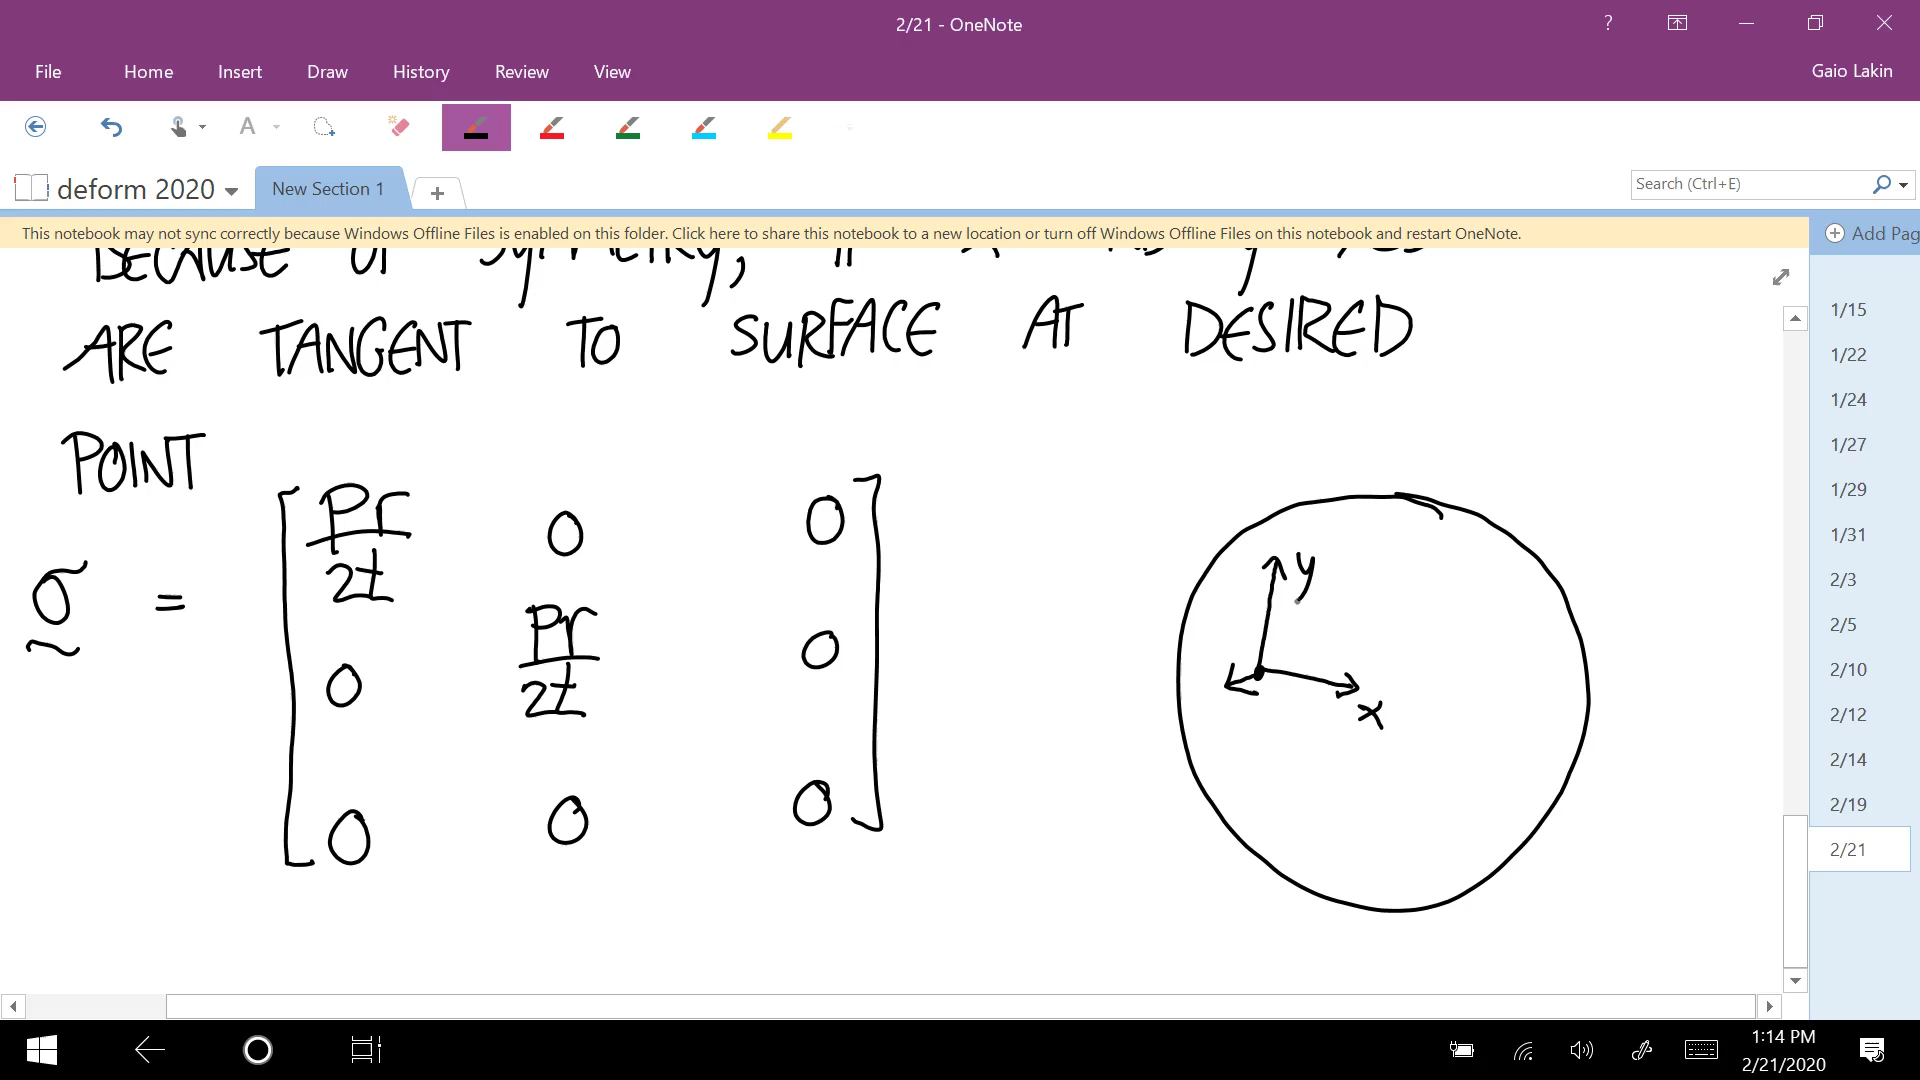 2/21 - OneNote
?
File Home Insert Draw History Review View
Gaio Lakin
A
deform 2020
New Section 1
+
Search (Ctrl+E)
This notebook may not sync correctly because Windows Offline Files is enabled on this folder. Click here to share this notebook to a new location or turn off Windows Offline Files on this notebook and restart OneNote.
Add Pag
BECAUSE OF SYMMETRY, IF
ARE TANGENT TO SURFACE AT DESIRED
POINT
σ =
Pr/2t 0 0
0 Pr/2t 0
0 0 0
y
x
1/15
1/22
1/24
1/27
1/29
1/31
2/3
2/5
2/10
2/12
2/14
2/19
2/21
1:14 PM
2/21/2020